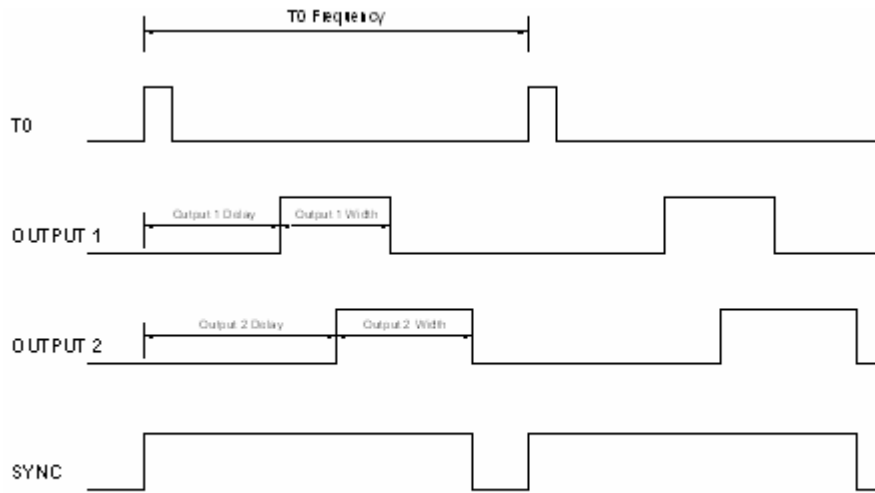 T0 Frequency
T0
Output 1 Delay
Output 1 Width
OUTPUT 1
Output 2 Delay
Output 2 Width
OUTPUT 2
SYNC